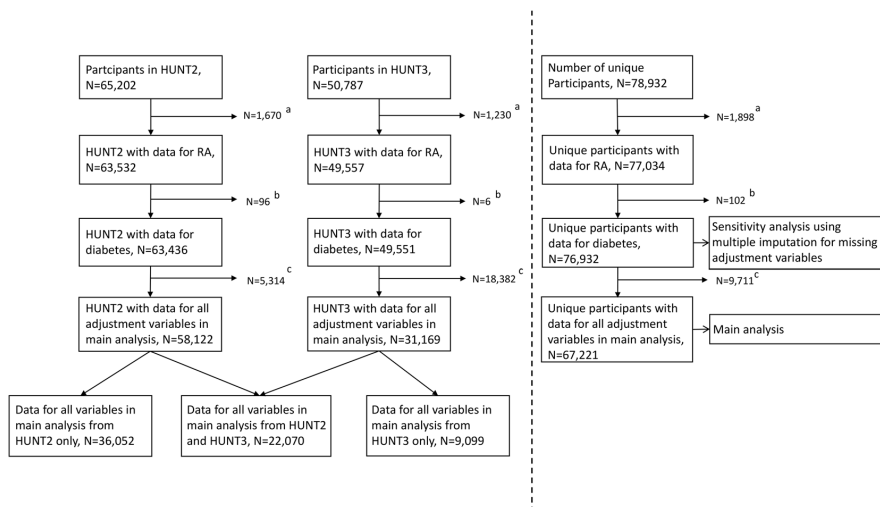 Partcipants in HUNT2,
N=65,202
N=1,670 a
HUNT2 with data for RA,
N=63,532
N=96 b
HUNT2 with data for
diabetes, N=63,436
N=5,314 c
HUNT2 with data for all
adjustment variables in
main analysis, N=58,122
Participants in HUNT3,
N=50,787
N=1,230 a
HUNT3 with data for RA,
N=49,557
N=6 b
HUNT3 with data for
diabetes, N=49,551
N=18,382 c
HUNT3 with data for all
adjustment variables in
main analysis, N=31,169
Data for all variables in
main analysis from
HUNT2 only, N=36,052
Data for all variables in
main analysis from HUNT2
and HUNT3, N=22,070
Data for all variables in
main analysis from
HUNT3 only, N=9,099
Number of unique
Participants, N=78,932
N=1,898 a
Unique participants with
data for RA, N=77,034
N=102 b
Unique participants with
data for diabetes,
N=76,932
Sensitivity analysis using
multiple imputation for missing
adjustment variables
N=9,711 c
Unique participants with
data for all adjustment
variables in main analysis,
N=67,221
Main analysis